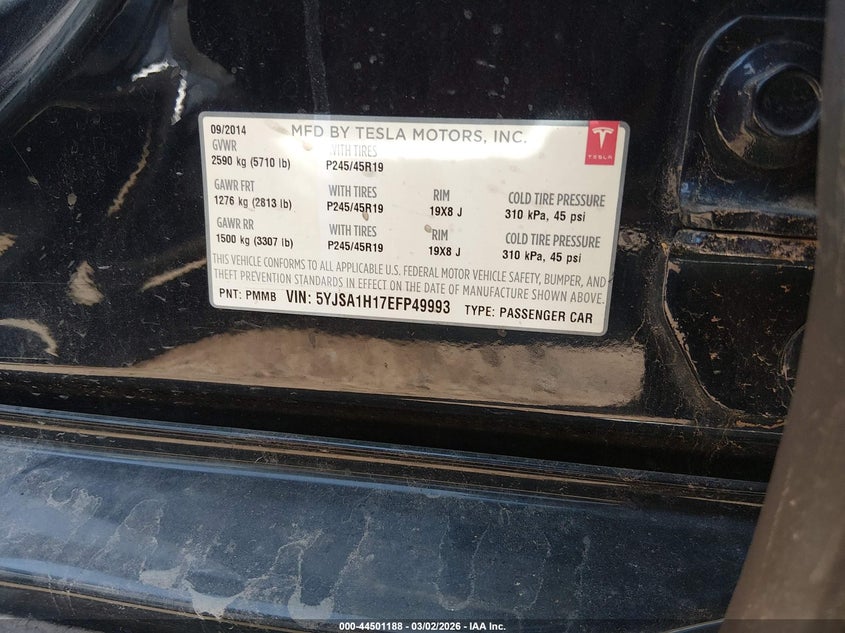 09/2014 MFD BY TESLA MOTORS, INC.
GVWR WITH TIRES
2590 kg (5710 lb) P245/45R19
TESLA
GAWR FRT WITH TIRES RIM COLD TIRE PRESSURE
1276 kg (2813 lb) P245/45R19 19X8 J 310 kPa, 45 psi
GAWR RR WITH TIRES RIM COLD TIRE PRESSURE
1500 kg (3307 lb) P245/45R19 19X8 J 310 kPa, 45 psi
THIS VEHICLE CONFORMS TO ALL APPLICABLE U.S. FEDERAL MOTOR VEHICLE SAFETY, BUMPER, AND
THEFT PREVENTION STANDARDS IN EFFECT ON THE DATE OF MANUFACTURE SHOWN ABOVE.
PNT: PMMB VIN: 5YJSA1H17EFP49993 TYPE: PASSENGER CAR
000-44501188 - 03/02/2026 - IAA Inc.